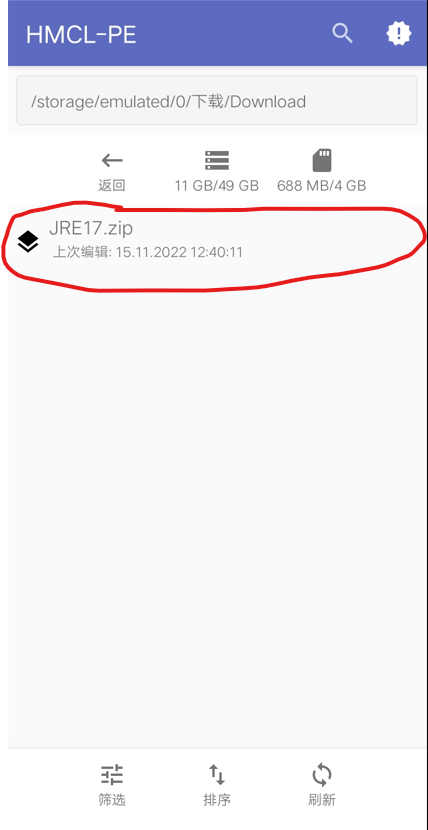 HMCL-PE
/storage/emulated/0/下载/Download
返回
11 GB/49 GB
688 MB/4 GB
JRE17.zip
上次编辑: 15.11.2022 12:40:11
筛选
排序
刷新